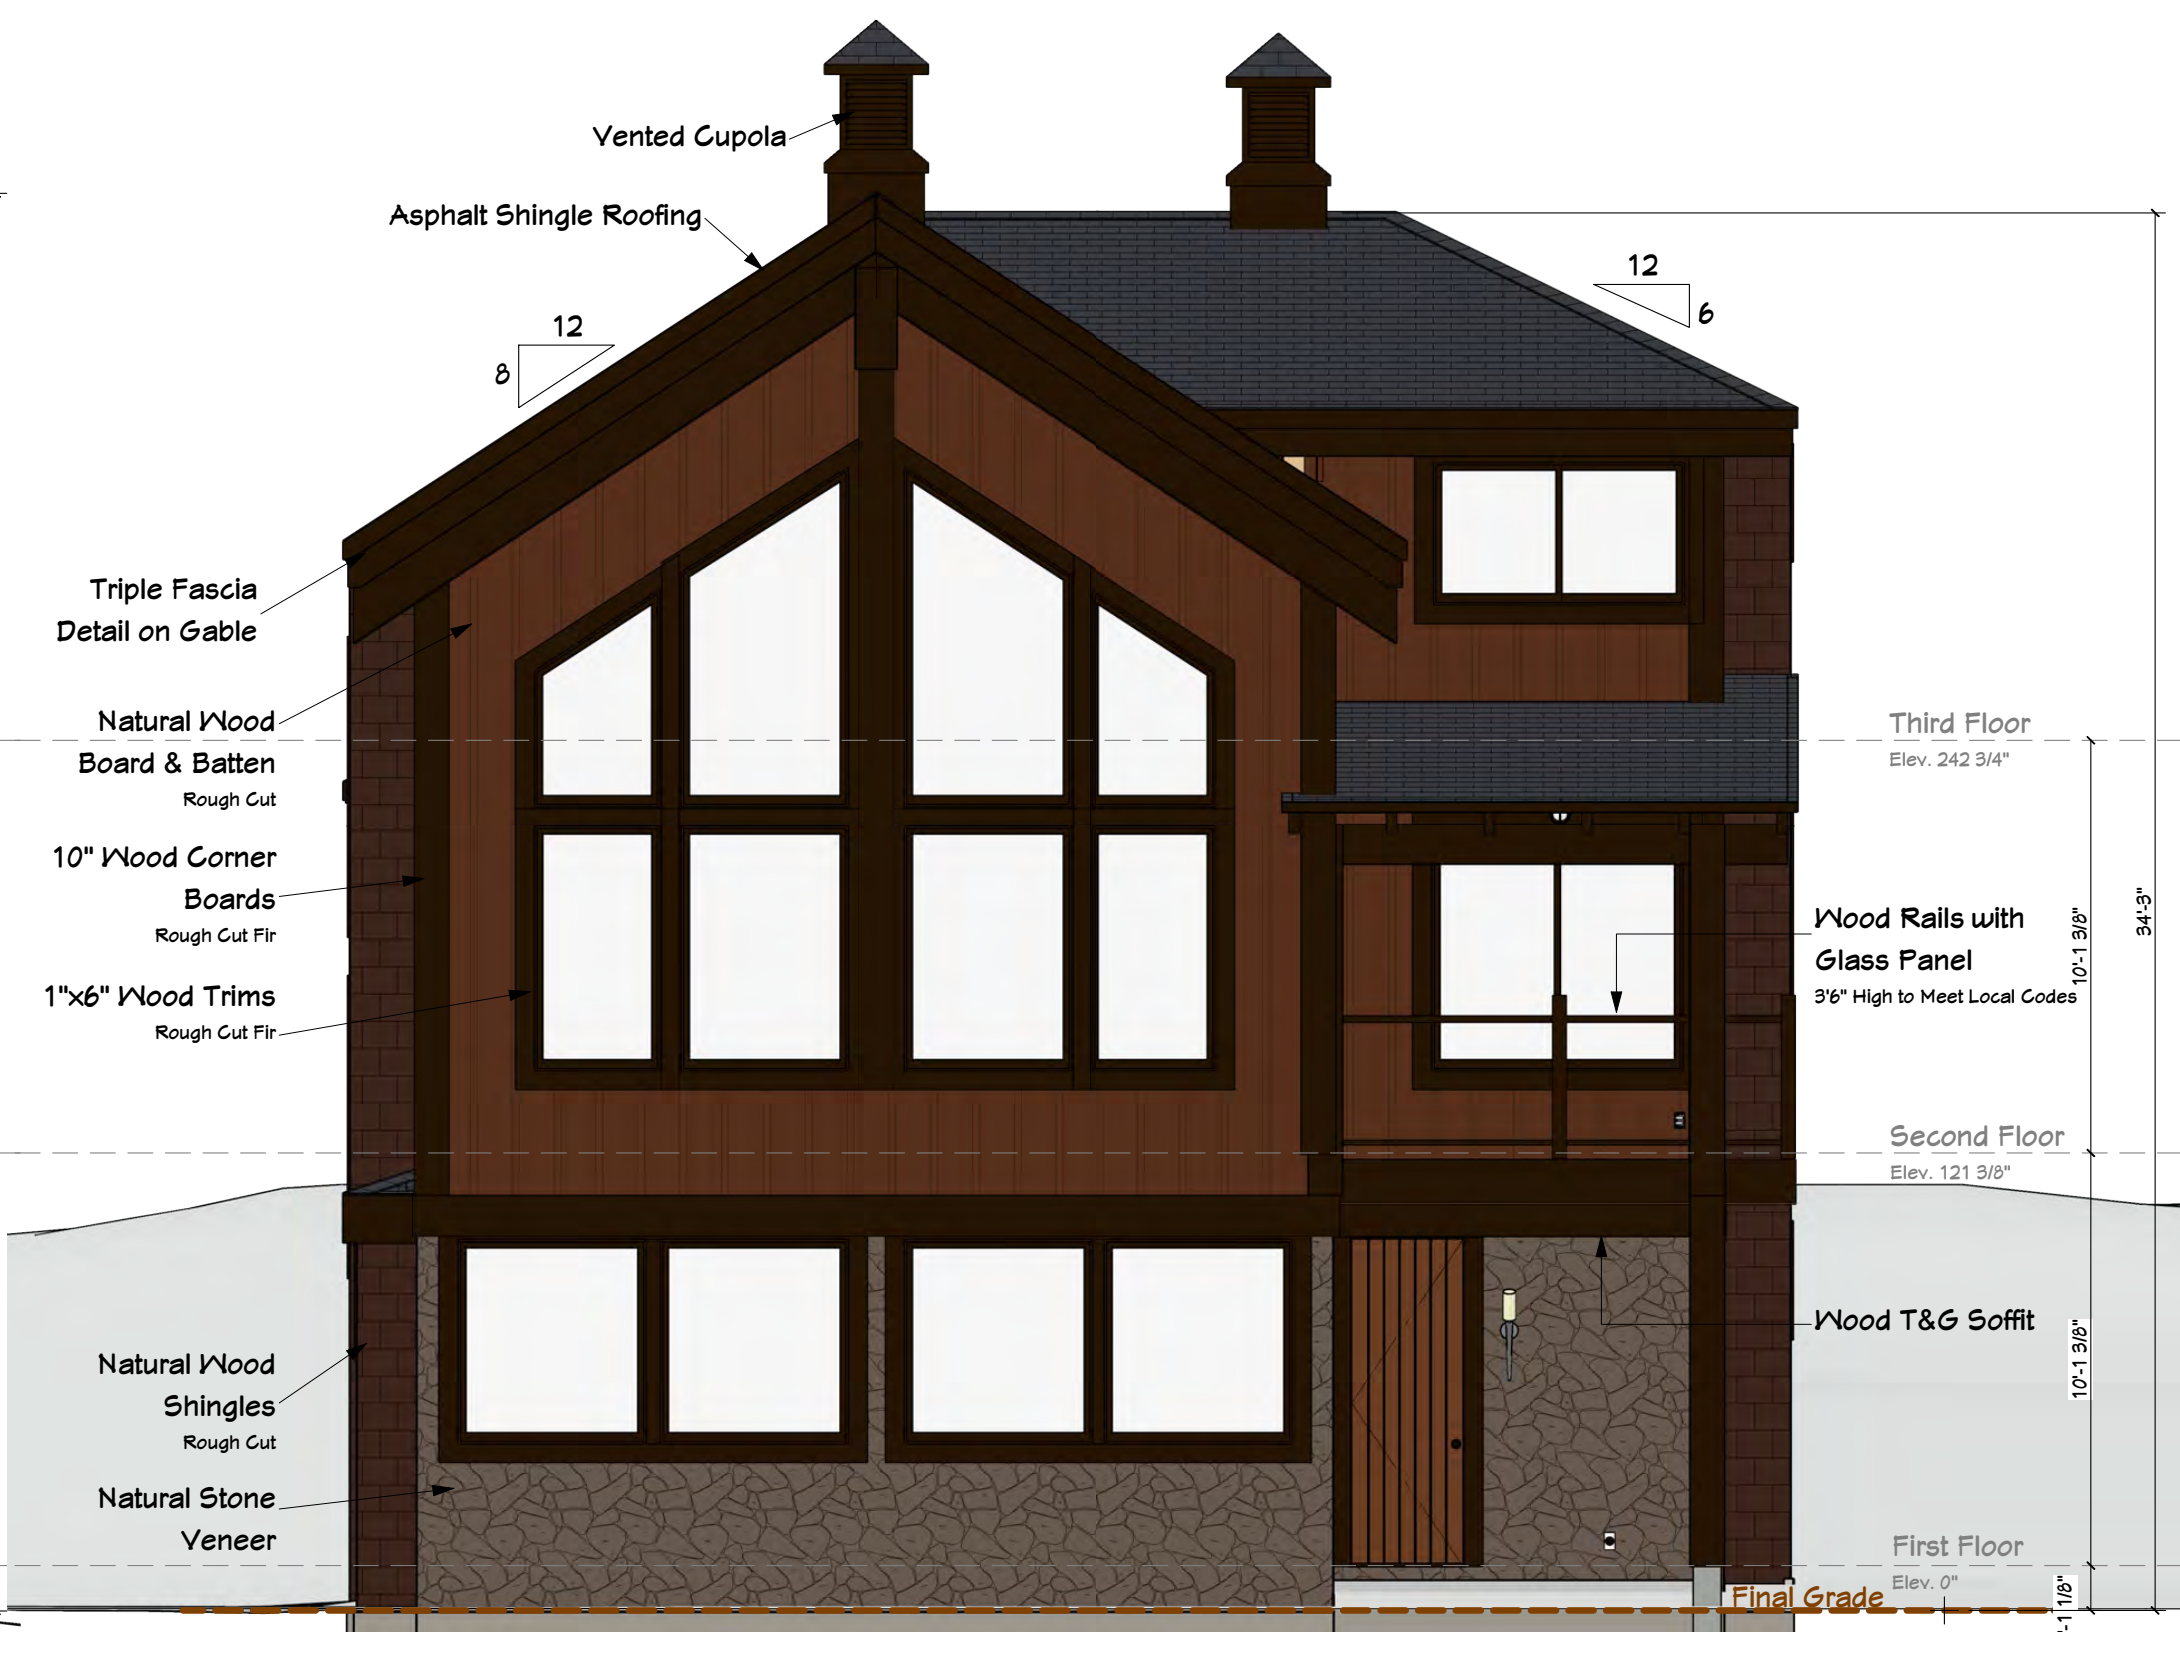 Vented Cupola
Asphalt Shingle Roofing
12
8
12
6
Triple Fascia
Detail on Gable
Natural Wood
Board & Batten
Rough Cut
10" Wood Corner
Boards
Rough Cut Fir
1"x6" Wood Trims
Rough Cut Fir
Natural Wood
Shingles
Rough Cut
Natural Stone
Veneer
Third Floor
Elev. 242 3/4"
Wood Rails with
Glass Panel
3'6" High to Meet Local Codes
10'-1 3/8"
34'-3"
Second Floor
Elev. 121 3/8"
Wood T&G Soffit
10'-1 3/8"
First Floor
Elev. 0"
Final Grade
'-1 1/8"